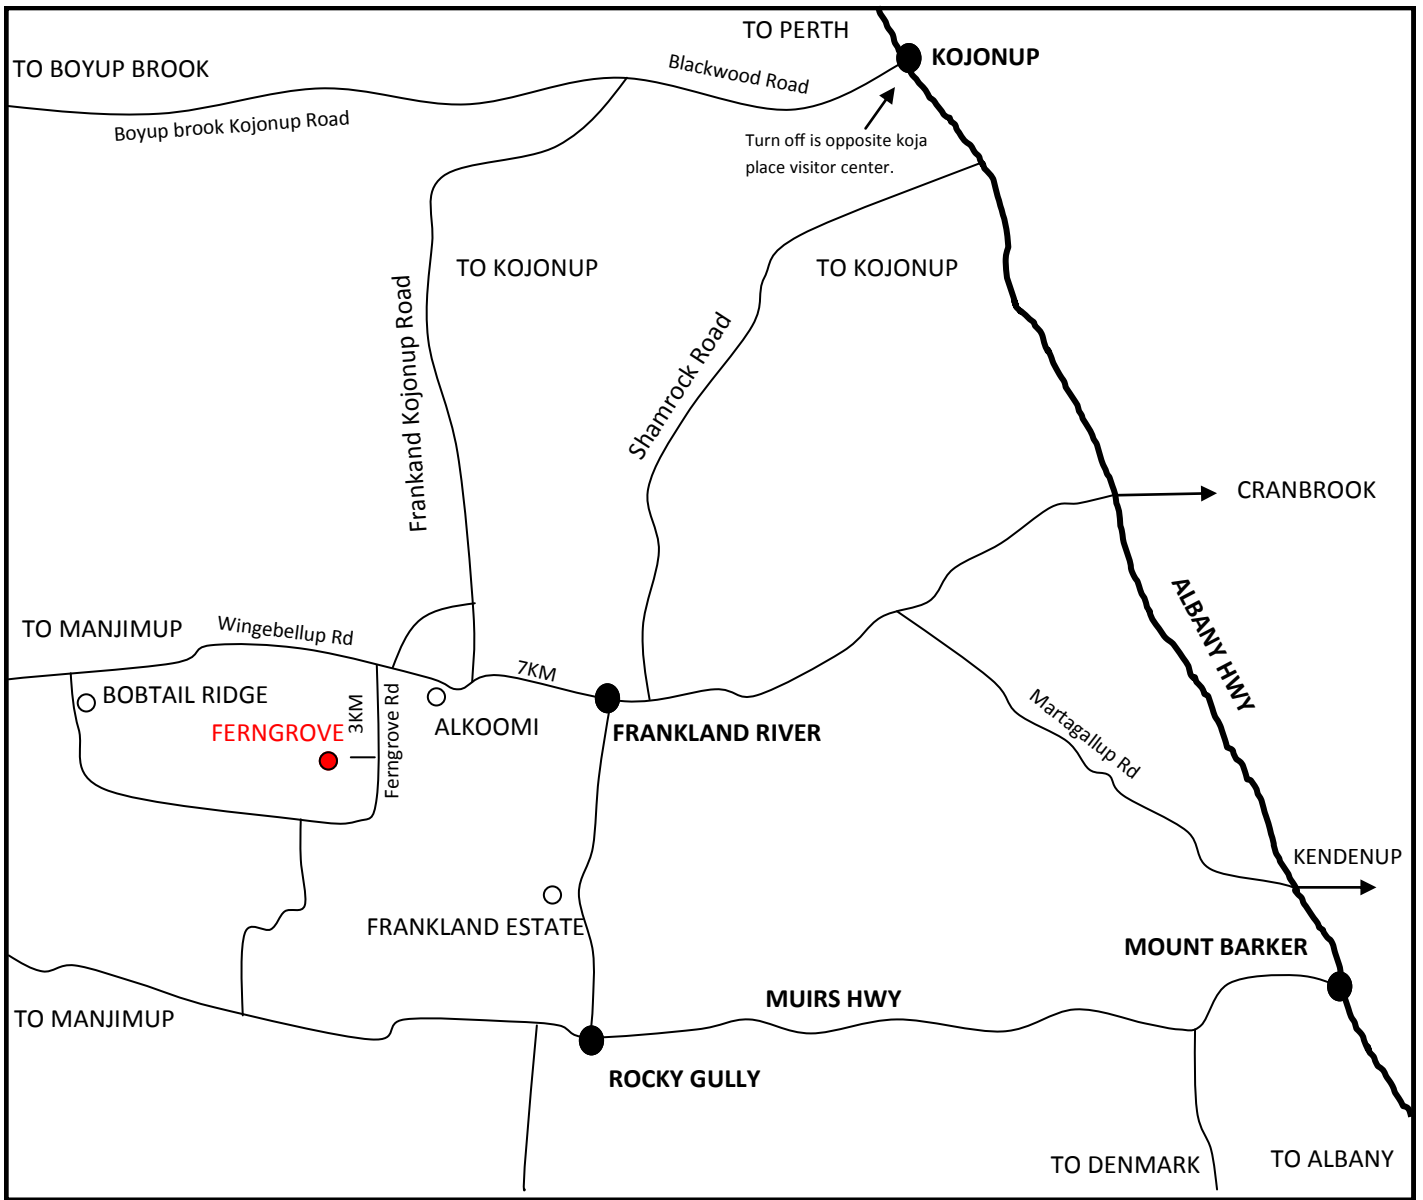 TO PERTH
KOJONUP
TO BOYUP BROOK
Blackwood Road
Boyup brook Kojonup Road
Turn off is opposite koja
place visitor center.
TO KOJONUP
TO KOJONUP
Frankand Kojonup Road
Shamrock Road
CRANBROOK
ALBANY HWY
TO MANJIMUP
Wingebellup Rd
7KM
BOBTAIL RIDGE
3KM
Ferngrove Rd
FERNGROVE
ALKOOMI
FRANKLAND RIVER
Martagallup Rd
KENDENUP
FRANKLAND ESTATE
MOUNT BARKER
MUIRS HWY
TO MANJIMUP
ROCKY GULLY
TO DENMARK
TO ALBANY